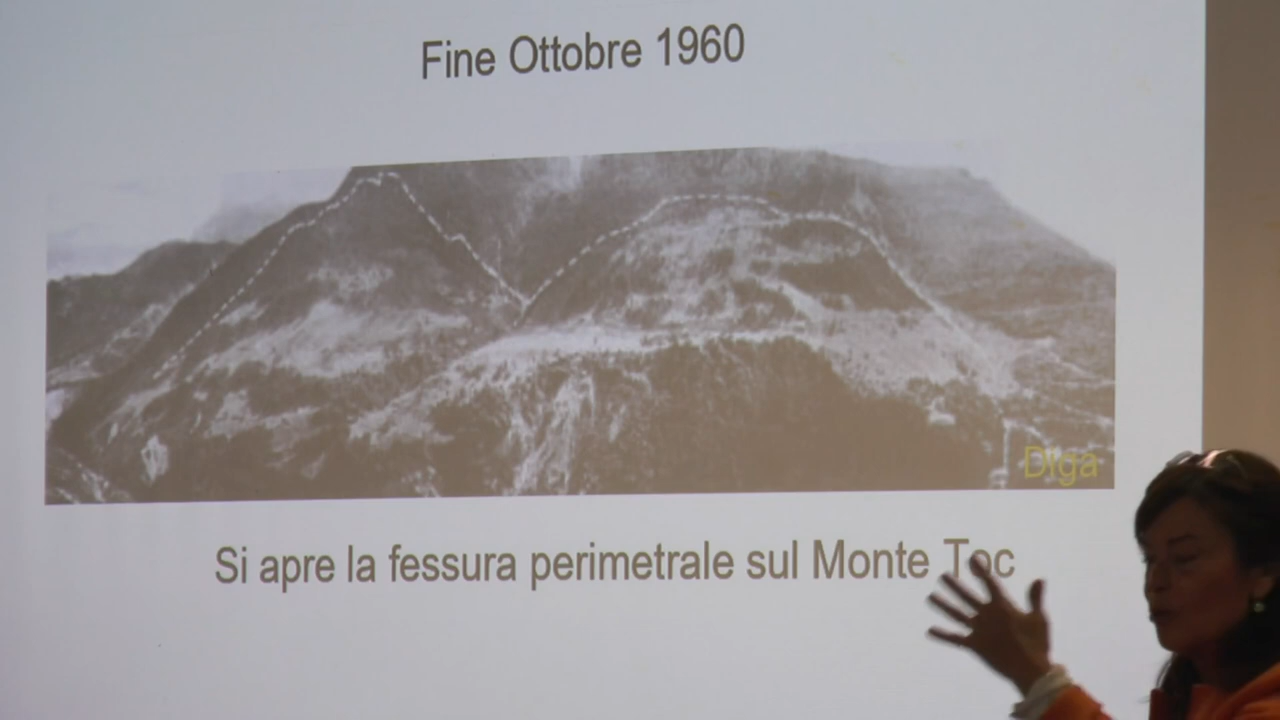 Fine Ottobre 1960
Diga
Si apre la fessura perimetrale sul Monte Toc